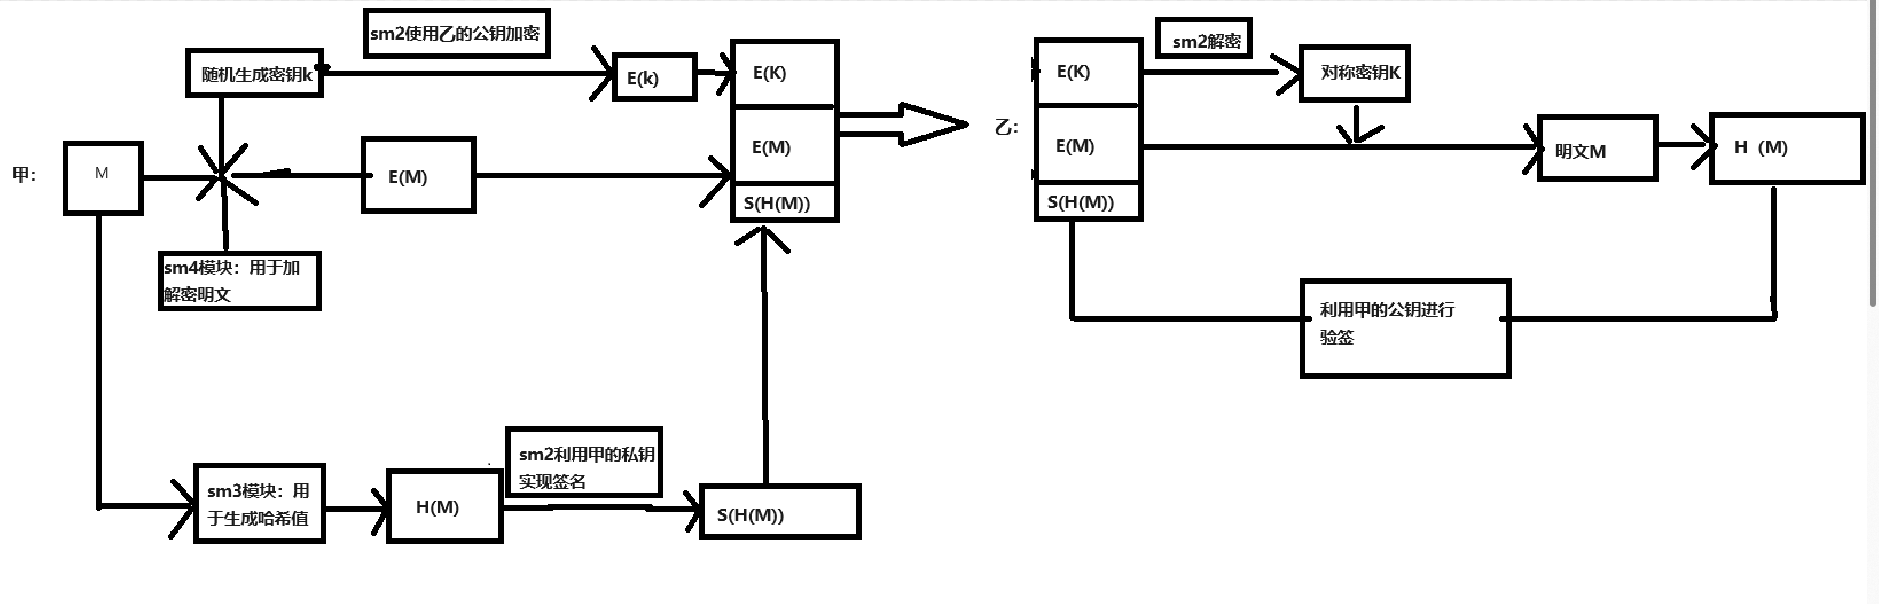 sm2使用乙的公钥加密
随机生成密钥k
E(k)
E(K)
甲：
M
E(M)
E(M)
S(H(M))
sm4模块：用于加
解密明文
sm3模块：用
于生成哈希值
H(M)
sm2利用甲的私钥
实现签名
S(H(M))
乙：
E(K)
E(M)
S(H(M))
sm2解密
对称密钥K
明文M
H（M）
利用甲的公钥进行
验签